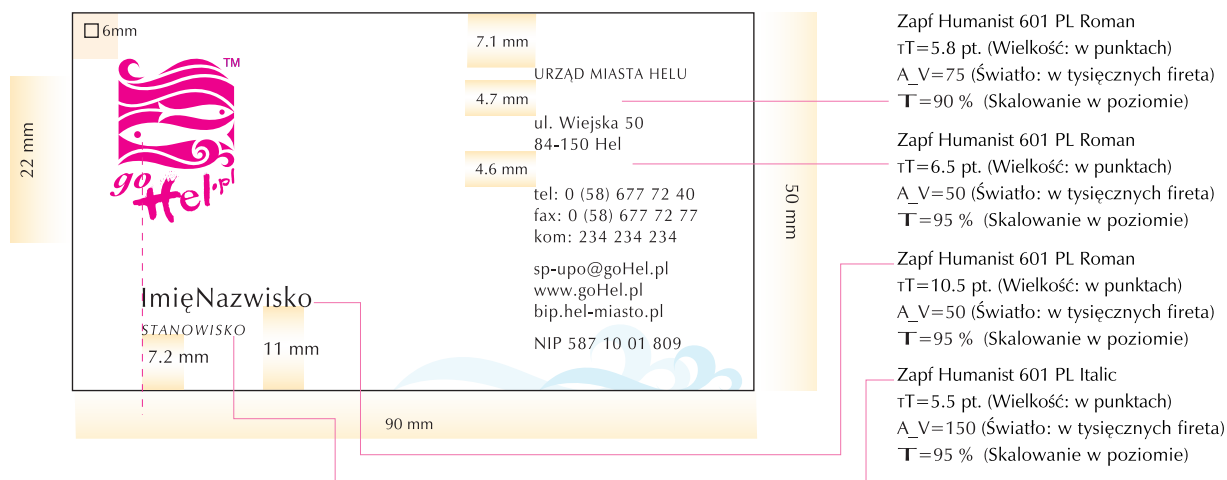 6mm
TM
go Hel.pl
22 mm
7.1 mm
URZĄD MIASTA HELU
4.7 mm
ul. Wiejska 50
84-150 Hel
4.6 mm
tel: 0 (58) 677 72 40
fax: 0 (58) 677 72 77
kom: 234 234 234
sp-upo@goHel.pl
www.goHel.pl
bip.hel-miasto.pl
NIP 587 10 01 809
ImięNazwisko
STANOWISKO
7.2 mm
11 mm
50 mm
90 mm
Zapf Humanist 601 PL Roman
TT=5.8 pt. (Wielkość: w punktach)
A_V=75 (Światło: w tysięcznych fireta)
T=90 % (Skalowanie w poziomie)
Zapf Humanist 601 PL Roman
TT=6.5 pt. (Wielkość: w punktach)
A_V=50 (Światło: w tysięcznych fireta)
T=95 % (Skalowanie w poziomie)
Zapf Humanist 601 PL Roman
TT=10.5 pt. (Wielkość: w punktach)
A_V=50 (Światło: w tysięcznych fireta)
T=95 % (Skalowanie w poziomie)
Zapf Humanist 601 PL Italic
TT=5.5 pt. (Wielkość: w punktach)
A_V=150 (Światło: w tysięcznych fireta)
T=95 % (Skalowanie w poziomie)